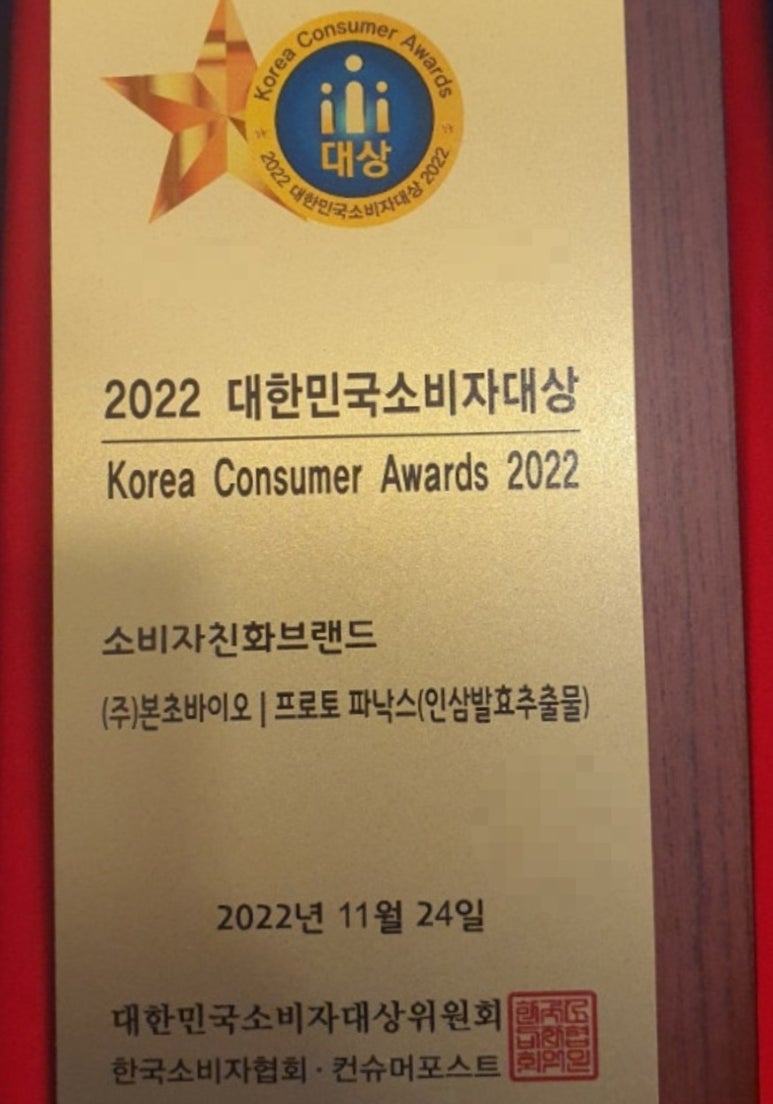 Korea Consumer Awards
대상
2022 대한민국소비자대상 2022
2022 대한민국소비자대상
Korea Consumer Awards 2022
소비자친화브랜드
(주)본초바이오 | 프로토 파낙스(인삼발효추출물)
2022년 11월 24일
대한민국소비자대상위원회
한국소비자협회 · 컨슈머포스트